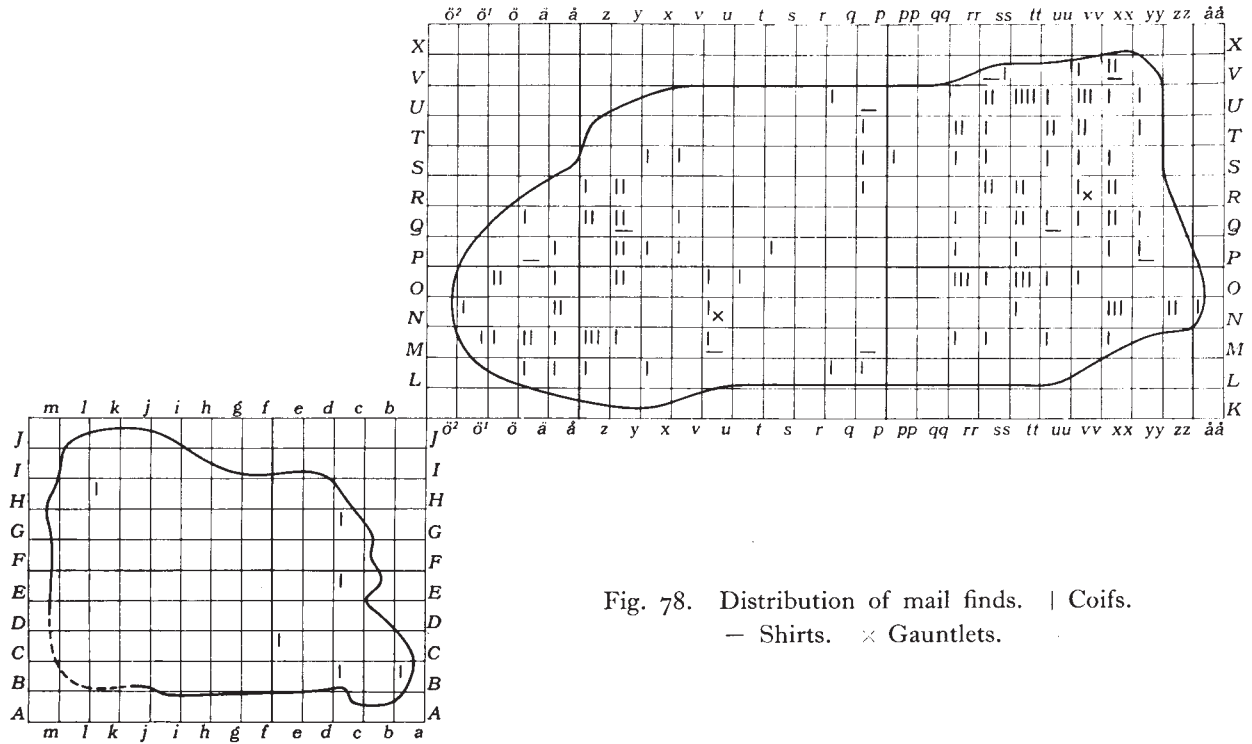 ö² ö¹ ö ä å z y x v u t s r q p pp qq rr ss tt uu vv xx yy zz åå
X X
V V
U U
T T
S S
R R
Q Q
P P
O O
N N
M M
L L
K
ö² ö¹ ö ä å z y x v u t s r q p pp qq rr ss tt uu vv xx yy zz åå
m l k j i h g f e d c b
J J
I I
H H
G G
F F
E E
D D
C C
B B
A A
m l k j i h g f e d c b a
Fig. 78. Distribution of mail finds. | Coifs.
— Shirts. × Gauntlets.